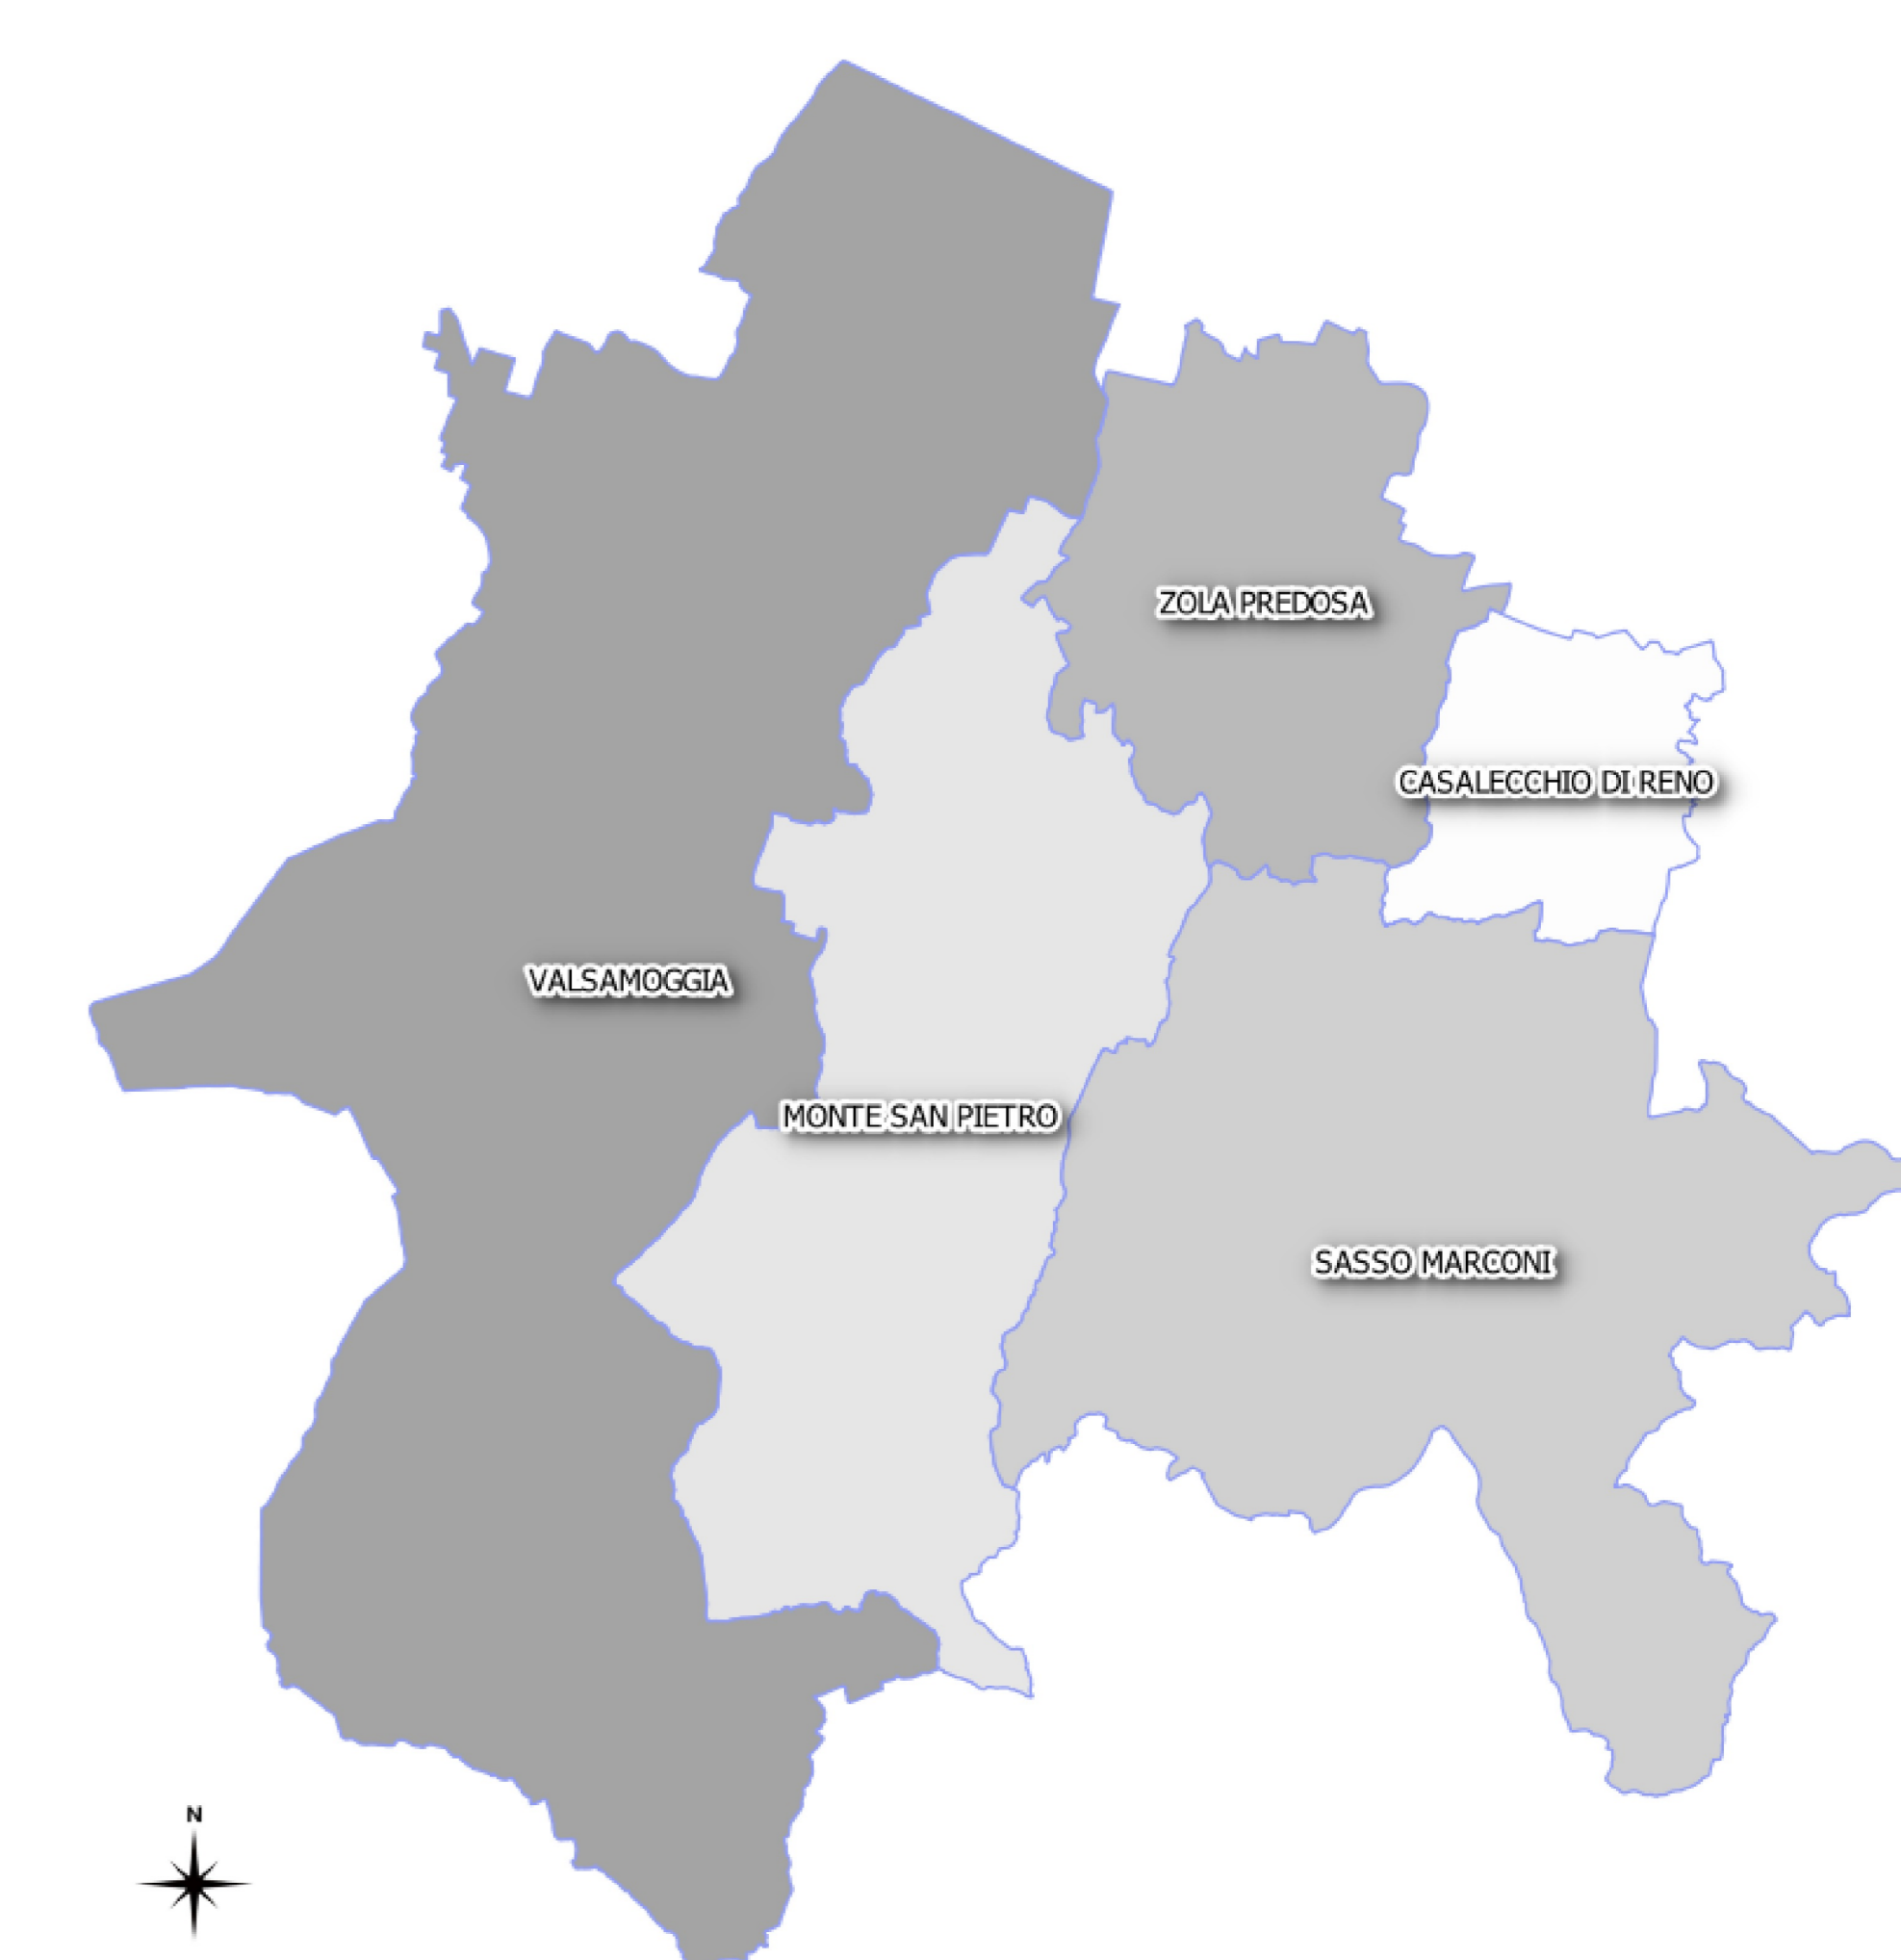 ZOLA PREDOSA
CASALECCHIO DI RENO
VALSAMOGGIA
MONTE SAN PIETRO
SASSO MARCONI
N